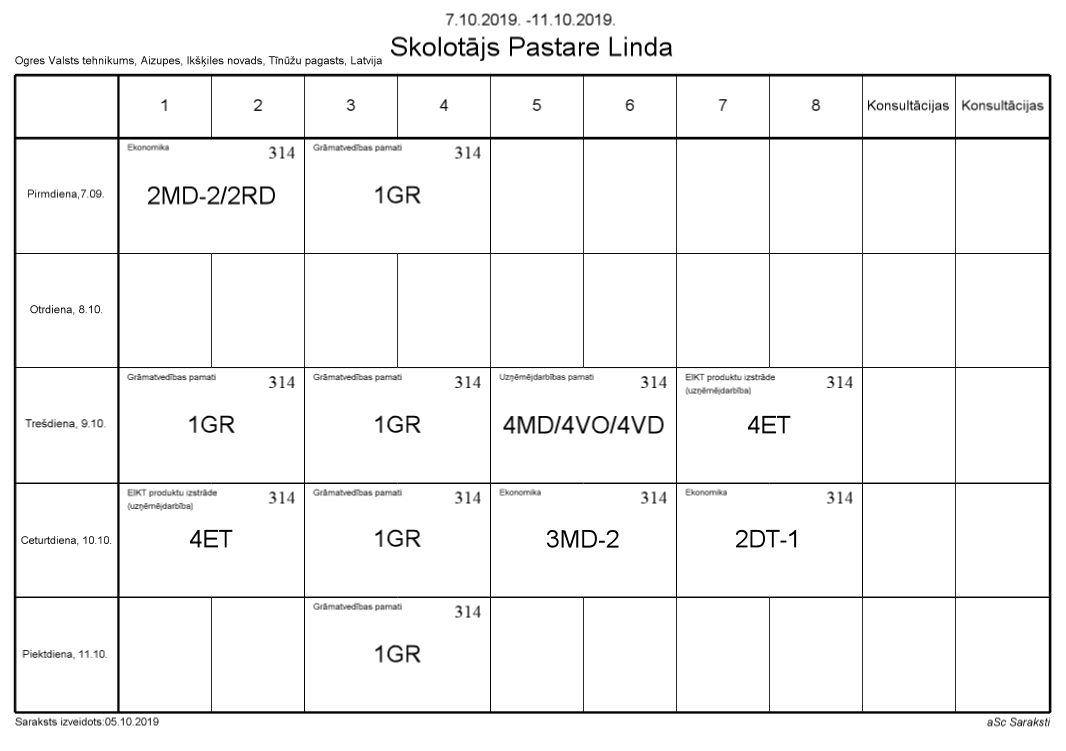 7.10.2019. -11.10.2019.
Skolotājs Pastare Linda
Ogres Valsts tehnikums, Aizupes, Ikšķiles novads, Tīnūžu pagasts, Latvija
1 2 3 4 5 6 7 8 Konsultācijas Konsultācijas
Pirmdiena,7.09.
Ekonomika 314
2MD-2/2RD
Grāmatvedības pamati 314
1GR
Otrdiena, 8.10.
Trešdiena, 9.10.
Grāmatvedības pamati 314
1GR
Grāmatvedības pamati 314
1GR
Uzņēmējdarbības pamati 314
4MD/4VO/4VD
EIKT produktu izstrāde 314
(uzņēmējdarbība)
4ET
Ceturtdiena, 10.10.
EIKT produktu izstrāde 314
(uzņēmējdarbība)
4ET
Grāmatvedības pamati 314
1GR
Ekonomika 314
3MD-2
Ekonomika 314
2DT-1
Piektdiena, 11.10.
Grāmatvedības pamati 314
1GR
Saraksts izveidots:05.10.2019
aSc Saraksti